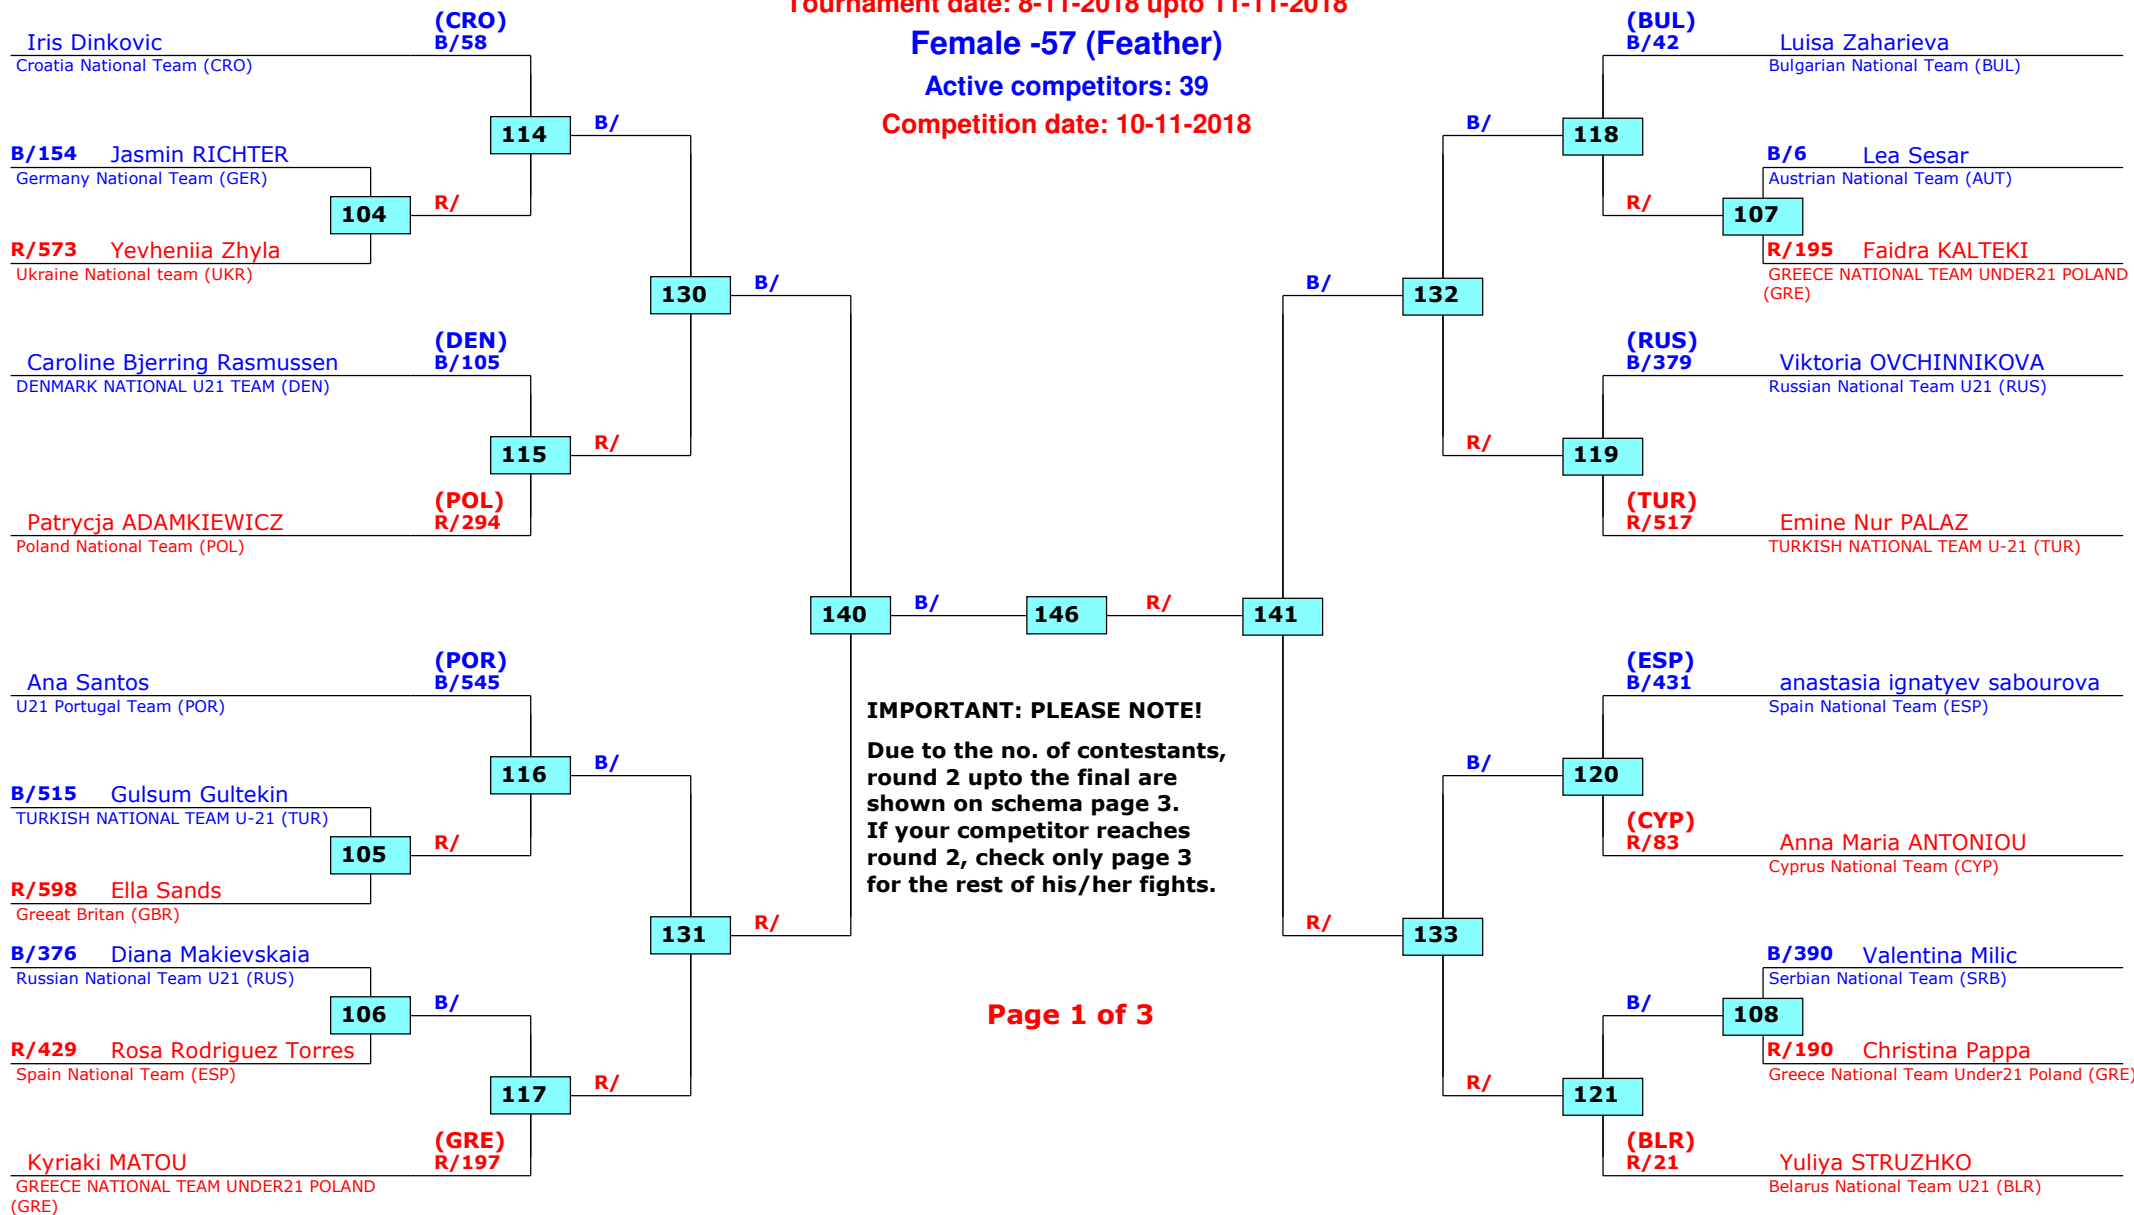 Tournament date: 8-11-2018 upto 11-11-2018
Female -57 (Feather)
Active competitors: 39
Competition date: 10-11-2018
(CRO)
Iris Dinkovic B/58
Croatia National Team (CRO)
114 B/
B/154 Jasmin RICHTER
Germany National Team (GER)
104 R/
R/573 Yevheniia Zhyla
Ukraine National team (UKR)
130 B/
(DEN)
Caroline Bjerring Rasmussen B/105
DENMARK NATIONAL U21 TEAM (DEN)
115 R/
(POL)
Patrycja ADAMKIEWICZ R/294
Poland National Team (POL)
140 B/ 146 R/ 141
(POR)
Ana Santos B/545
U21 Portugal Team (POR)
116 B/
B/515 Gulsum Gultekin
TURKISH NATIONAL TEAM U-21 (TUR)
105 R/
R/598 Ella Sands
Greeat Britan (GBR)
131 R/
B/376 Diana Makievskaia
Russian National Team U21 (RUS)
106 B/
R/429 Rosa Rodriguez Torres
Spain National Team (ESP)
117 R/
(GRE)
Kyriaki MATOU R/197
GREECE NATIONAL TEAM UNDER21 POLAND
(GRE)
IMPORTANT: PLEASE NOTE!
Due to the no. of contestants,
round 2 upto the final are
shown on schema page 3.
If your competitor reaches
round 2, check only page 3
for the rest of his/her fights.
Page 1 of 3
(BUL)
B/42 Luisa Zaharieva
Bulgarian National Team (BUL)
B/ 118
B/6 Lea Sesar
Austrian National Team (AUT)
R/ 107
R/195 Faidra KALTEKI
GREECE NATIONAL TEAM UNDER21 POLAND
(GRE)
B/ 132
(RUS)
B/379 Viktoria OVCHINNIKOVA
Russian National Team U21 (RUS)
R/ 119
(TUR)
R/517 Emine Nur PALAZ
TURKISH NATIONAL TEAM U-21 (TUR)
(ESP)
B/431 anastasia ignatyev sabourova
Spain National Team (ESP)
B/ 120
(CYP)
R/83 Anna Maria ANTONIOU
Cyprus National Team (CYP)
R/ 133
B/390 Valentina Milic
Serbian National Team (SRB)
B/ 108
R/190 Christina Pappa
Greece National Team Under21 Poland (GRE)
R/ 121
(BLR)
R/21 Yuliya STRUZHKO
Belarus National Team U21 (BLR)